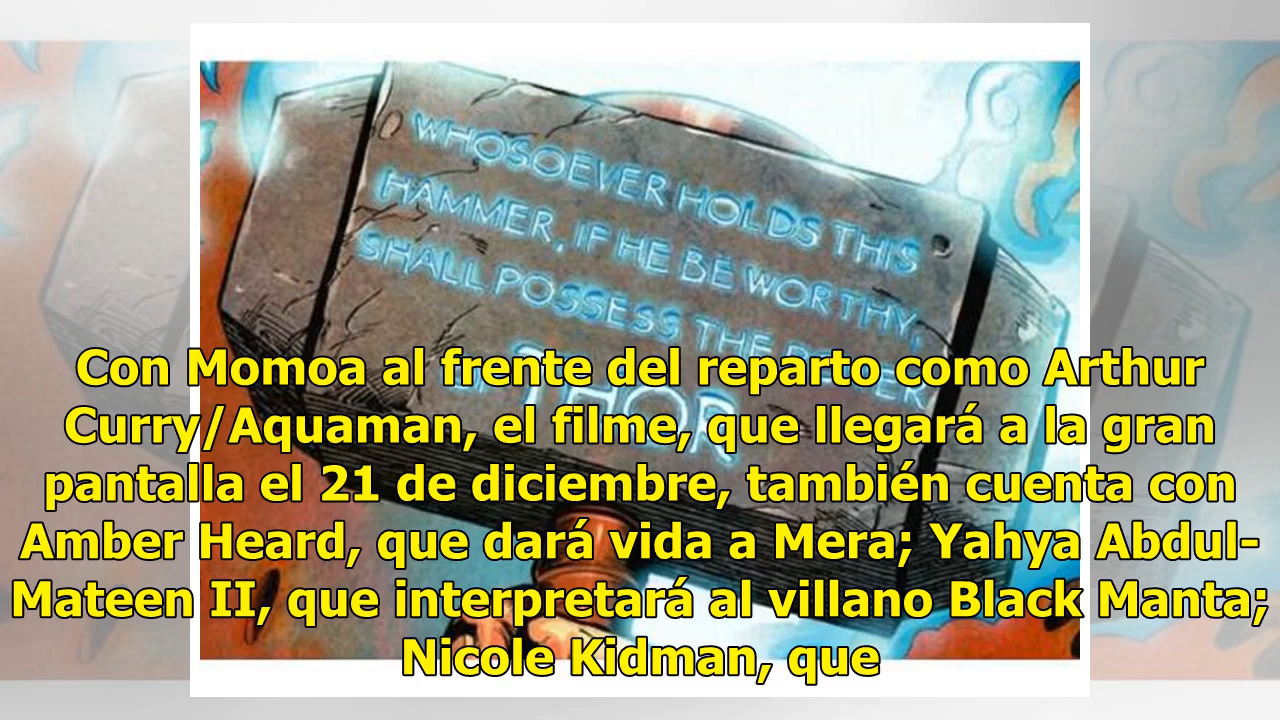 WHOSOEVER HOLDS THIS
HAMMER, IF HE BE WORTHY,
SHALL POSSESS THE
THOR
Con Momoa al frente del reparto como Arthur
Curry/Aquaman, el filme, que llegará a la gran
pantalla el 21 de diciembre, también cuenta con
Amber Heard, que dará vida a Mera; Yahya Abdul-
Mateen II, que interpretará al villano Black Manta;
Nicole Kidman, que